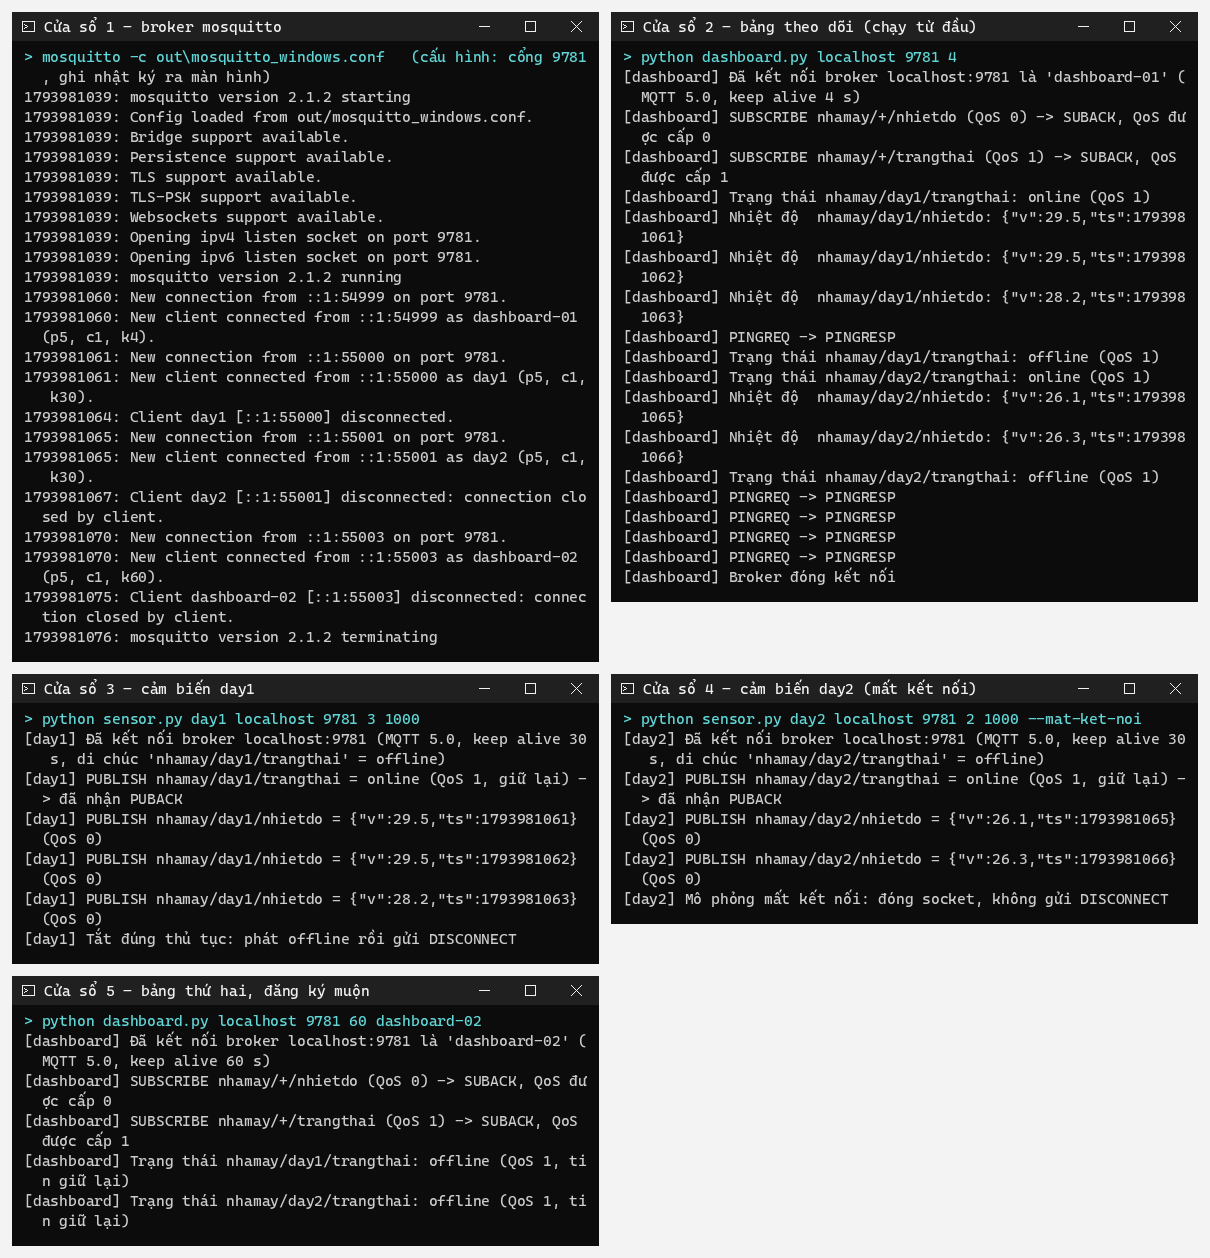 Cửa sổ 1 – broker mosquitto
> mosquitto -c out\mosquitto_windows.conf   (cấu hình: cổng 9781
, ghi nhật ký ra màn hình)
1793981039: mosquitto version 2.1.2 starting
1793981039: Config loaded from out/mosquitto_windows.conf.
1793981039: Bridge support available.
1793981039: Persistence support available.
1793981039: TLS support available.
1793981039: TLS-PSK support available.
1793981039: Websockets support available.
1793981039: Opening ipv4 listen socket on port 9781.
1793981039: Opening ipv6 listen socket on port 9781.
1793981039: mosquitto version 2.1.2 running
1793981060: New connection from ::1:54999 on port 9781.
1793981060: New client connected from ::1:54999 as dashboard-01
(p5, c1, k4).
1793981061: New connection from ::1:55000 on port 9781.
1793981061: New client connected from ::1:55000 as day1 (p5, c1,
k30).
1793981064: Client day1 [::1:55000] disconnected.
1793981065: New connection from ::1:55001 on port 9781.
1793981065: New client connected from ::1:55001 as day2 (p5, c1,
k30).
1793981067: Client day2 [::1:55001] disconnected: connection clo
sed by client.
1793981070: New connection from ::1:55003 on port 9781.
1793981070: New client connected from ::1:55003 as dashboard-02
(p5, c1, k60).
1793981075: Client dashboard-02 [::1:55003] disconnected: connec
tion closed by client.
1793981076: mosquitto version 2.1.2 terminating
Cửa sổ 2 – bảng theo dõi (chạy từ đầu)
> python dashboard.py localhost 9781 4
[dashboard] Đã kết nối broker localhost:9781 là 'dashboard-01' (
MQTT 5.0, keep alive 4 s)
[dashboard] SUBSCRIBE nhamay/+/nhietdo (QoS 0) -> SUBACK, QoS đư
ợc cấp 0
[dashboard] SUBSCRIBE nhamay/+/trangthai (QoS 1) -> SUBACK, QoS
được cấp 1
[dashboard] Trạng thái nhamay/day1/trangthai: online (QoS 1)
[dashboard] Nhiệt độ  nhamay/day1/nhietdo: {"v":29.5,"ts":179398
1061}
[dashboard] Nhiệt độ  nhamay/day1/nhietdo: {"v":29.5,"ts":179398
1062}
[dashboard] Nhiệt độ  nhamay/day1/nhietdo: {"v":28.2,"ts":179398
1063}
[dashboard] PINGREQ -> PINGRESP
[dashboard] Trạng thái nhamay/day1/trangthai: offline (QoS 1)
[dashboard] Trạng thái nhamay/day2/trangthai: online (QoS 1)
[dashboard] Nhiệt độ  nhamay/day2/nhietdo: {"v":26.1,"ts":179398
1065}
[dashboard] Nhiệt độ  nhamay/day2/nhietdo: {"v":26.3,"ts":179398
1066}
[dashboard] Trạng thái nhamay/day2/trangthai: offline (QoS 1)
[dashboard] PINGREQ -> PINGRESP
[dashboard] PINGREQ -> PINGRESP
[dashboard] PINGREQ -> PINGRESP
[dashboard] PINGREQ -> PINGRESP
[dashboard] Broker đóng kết nối
Cửa sổ 3 – cảm biến day1
> python sensor.py day1 localhost 9781 3 1000
[day1] Đã kết nối broker localhost:9781 (MQTT 5.0, keep alive 30
s, di chúc 'nhamay/day1/trangthai' = offline)
[day1] PUBLISH nhamay/day1/trangthai = online (QoS 1, giữ lại) -
> đã nhận PUBACK
[day1] PUBLISH nhamay/day1/nhietdo = {"v":29.5,"ts":1793981061}
(QoS 0)
[day1] PUBLISH nhamay/day1/nhietdo = {"v":29.5,"ts":1793981062}
(QoS 0)
[day1] PUBLISH nhamay/day1/nhietdo = {"v":28.2,"ts":1793981063}
(QoS 0)
[day1] Tắt đúng thủ tục: phát offline rồi gửi DISCONNECT
Cửa sổ 4 – cảm biến day2 (mất kết nối)
> python sensor.py day2 localhost 9781 2 1000 --mat-ket-noi
[day2] Đã kết nối broker localhost:9781 (MQTT 5.0, keep alive 30
s, di chúc 'nhamay/day2/trangthai' = offline)
[day2] PUBLISH nhamay/day2/trangthai = online (QoS 1, giữ lại) -
> đã nhận PUBACK
[day2] PUBLISH nhamay/day2/nhietdo = {"v":26.1,"ts":1793981065}
(QoS 0)
[day2] PUBLISH nhamay/day2/nhietdo = {"v":26.3,"ts":1793981066}
(QoS 0)
[day2] Mô phỏng mất kết nối: đóng socket, không gửi DISCONNECT
Cửa sổ 5 – bảng thứ hai, đăng ký muộn
> python dashboard.py localhost 9781 60 dashboard-02
[dashboard] Đã kết nối broker localhost:9781 là 'dashboard-02' (
MQTT 5.0, keep alive 60 s)
[dashboard] SUBSCRIBE nhamay/+/nhietdo (QoS 0) -> SUBACK, QoS đư
ợc cấp 0
[dashboard] SUBSCRIBE nhamay/+/trangthai (QoS 1) -> SUBACK, QoS
được cấp 1
[dashboard] Trạng thái nhamay/day1/trangthai: offline (QoS 1, ti
n giữ lại)
[dashboard] Trạng thái nhamay/day2/trangthai: offline (QoS 1, ti
n giữ lại)